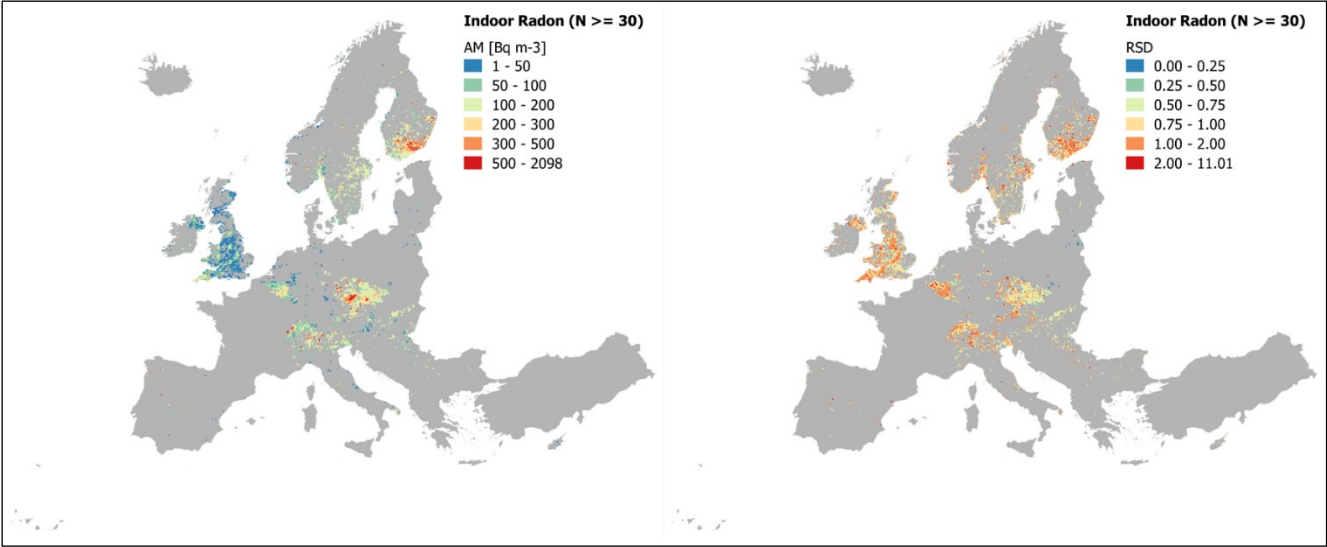 Indoor Radon (N >= 30)
AM [Bq m-3]
1 - 50
50 - 100
100 - 200
200 - 300
300 - 500
500 - 2098
Indoor Radon (N >= 30)
RSD
0.00 - 0.25
0.25 - 0.50
0.50 - 0.75
0.75 - 1.00
1.00 - 2.00
2.00 - 11.01